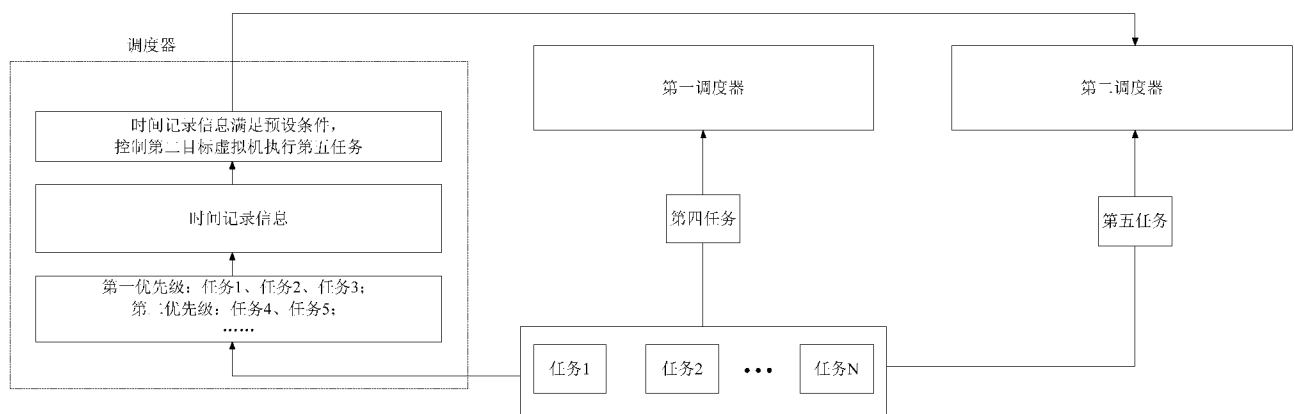 调度器
时间记录信息满足预设条件，
控制第二目标虚拟机执行第五任务
时间记录信息
第一优先级：任务1、任务2、任务3；
第二优先级：任务4、任务5；
……
第一调度器
第二调度器
第四任务
第五任务
任务1
任务2
•••
任务N